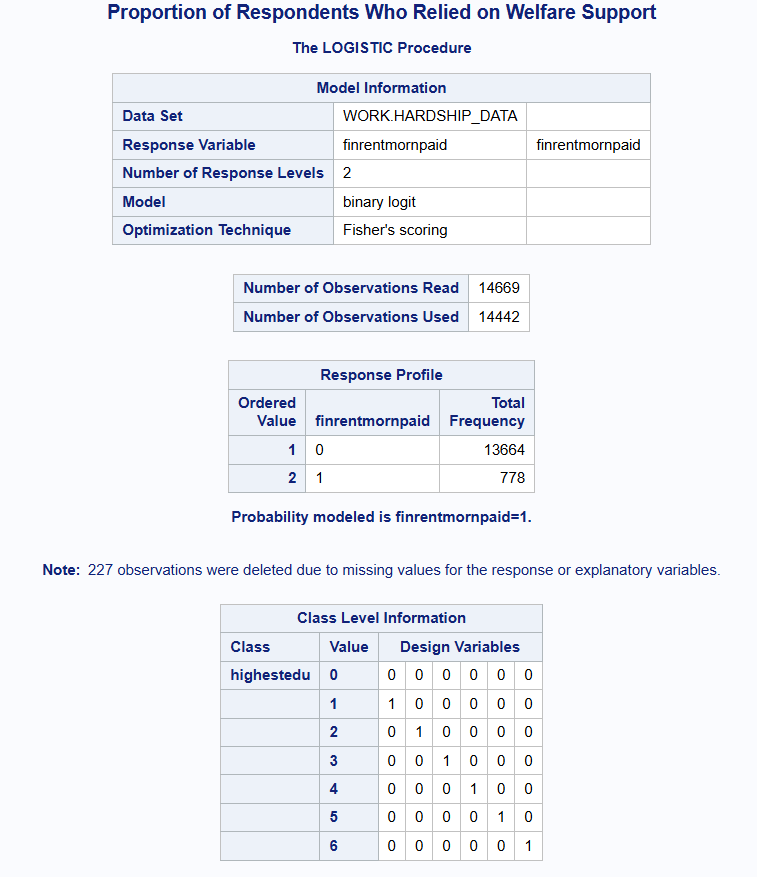 Proportion of Respondents Who Relied on Welfare Support
The LOGISTIC Procedure
Model Information
Data Set WORK.HARDSHIP_DATA
Response Variable finrentmornpaid finrentmornpaid
Number of Response Levels 2
Model binary logit
Optimization Technique Fisher's scoring
Number of Observations Read 14669
Number of Observations Used 14442
Response Profile
Ordered Value finrentmornpaid Total Frequency
1 0 13664
2 1 778
Probability modeled is finrentmornpaid=1.
Note: 227 observations were deleted due to missing values for the response or explanatory variables.
Class Level Information
Class Value Design Variables
highestedu 0 0 0 0 0 0 0
1 1 0 0 0 0 0
2 0 1 0 0 0 0
3 0 0 1 0 0 0
4 0 0 0 1 0 0
5 0 0 0 0 1 0
6 0 0 0 0 0 1